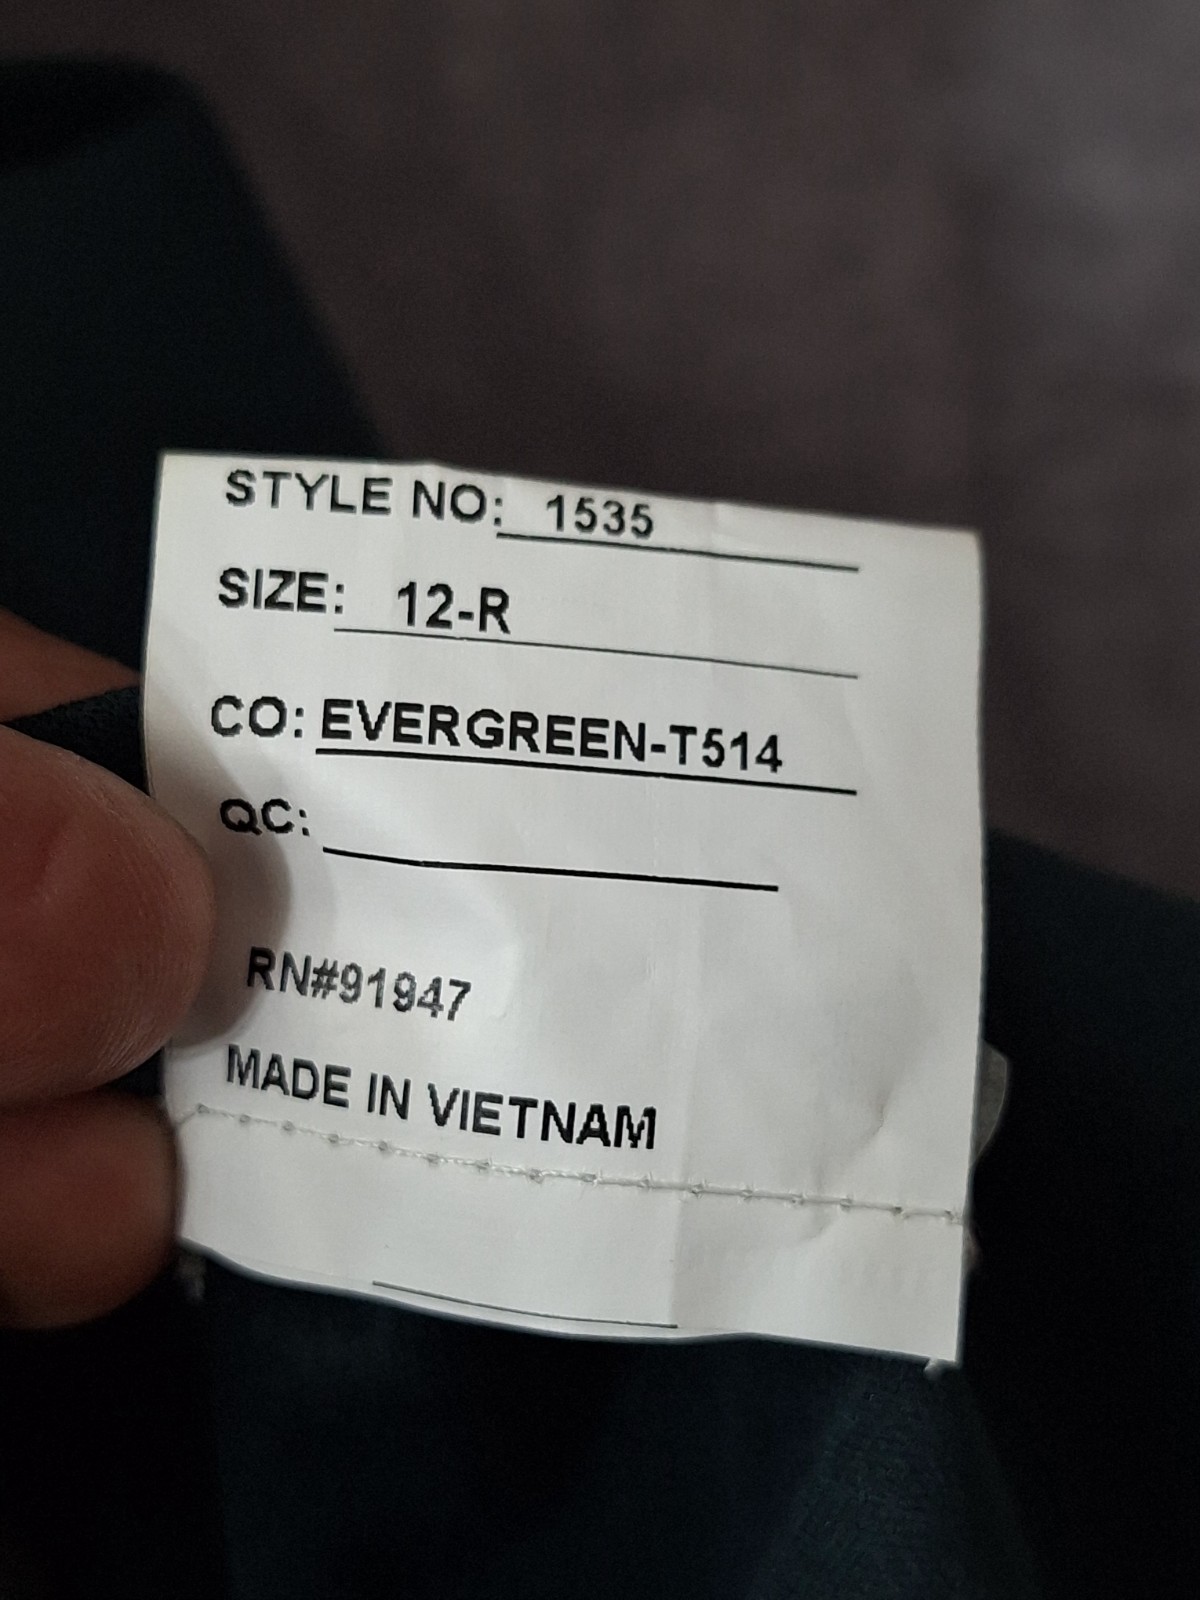 STYLE NO: 1535
SIZE: 12-R
CO: EVERGREEN-T514
QC:
RN#91947
MADE IN VIETNAM